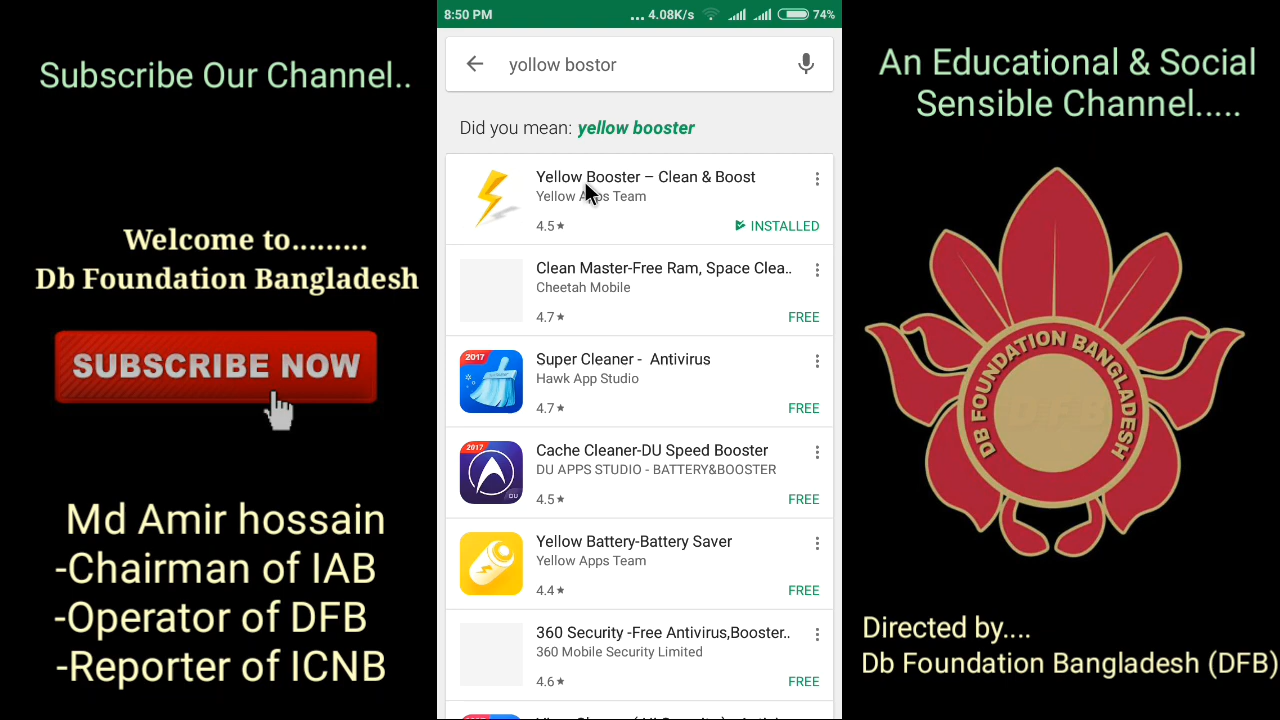 Subscribe Our Channel..
Welcome to.........
Db Foundation Bangladesh
SUBSCRIBE NOW
Md Amir hossain
-Chairman of IAB
-Operator of DFB
-Reporter of ICNB
8:50 PM
... 4.08K/s
74%
yollow bostor
Did you mean: yellow booster
Yellow Booster – Clean & Boost
Yellow Apps Team
4.5★
INSTALLED
Clean Master-Free Ram, Space Clea..
Cheetah Mobile
4.7★
FREE
2017
Super Cleaner - Antivirus
Hawk App Studio
4.7★
FREE
2017
DU
Cache Cleaner-DU Speed Booster
DU APPS STUDIO - BATTERY&BOOSTER
4.5★
FREE
Yellow Battery-Battery Saver
Yellow Apps Team
4.4★
FREE
360 Security -Free Antivirus,Booster..
360 Mobile Security Limited
4.6★
FREE
An Educational & Social
Sensible Channel.....
DB FOUNDATION BANGLADESH
DFB
Directed by....
Db Foundation Bangladesh (DFB)